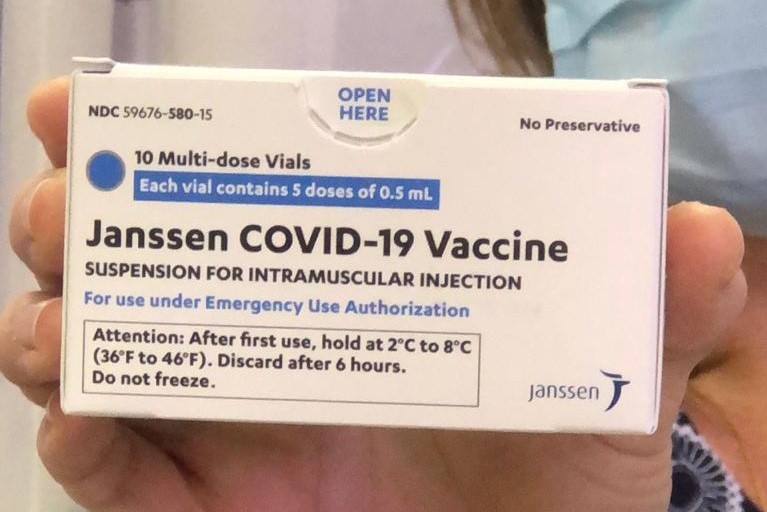 OPEN
HERE
NDC 59676-580-15
No Preservative
10 Multi-dose Vials
Each vial contains 5 doses of 0.5 mL
Janssen COVID-19 Vaccine
SUSPENSION FOR INTRAMUSCULAR INJECTION
For use under Emergency Use Authorization
Attention: After first use, hold at 2°C to 8°C
(36°F to 46°F). Discard after 6 hours.
Do not freeze.
janssen